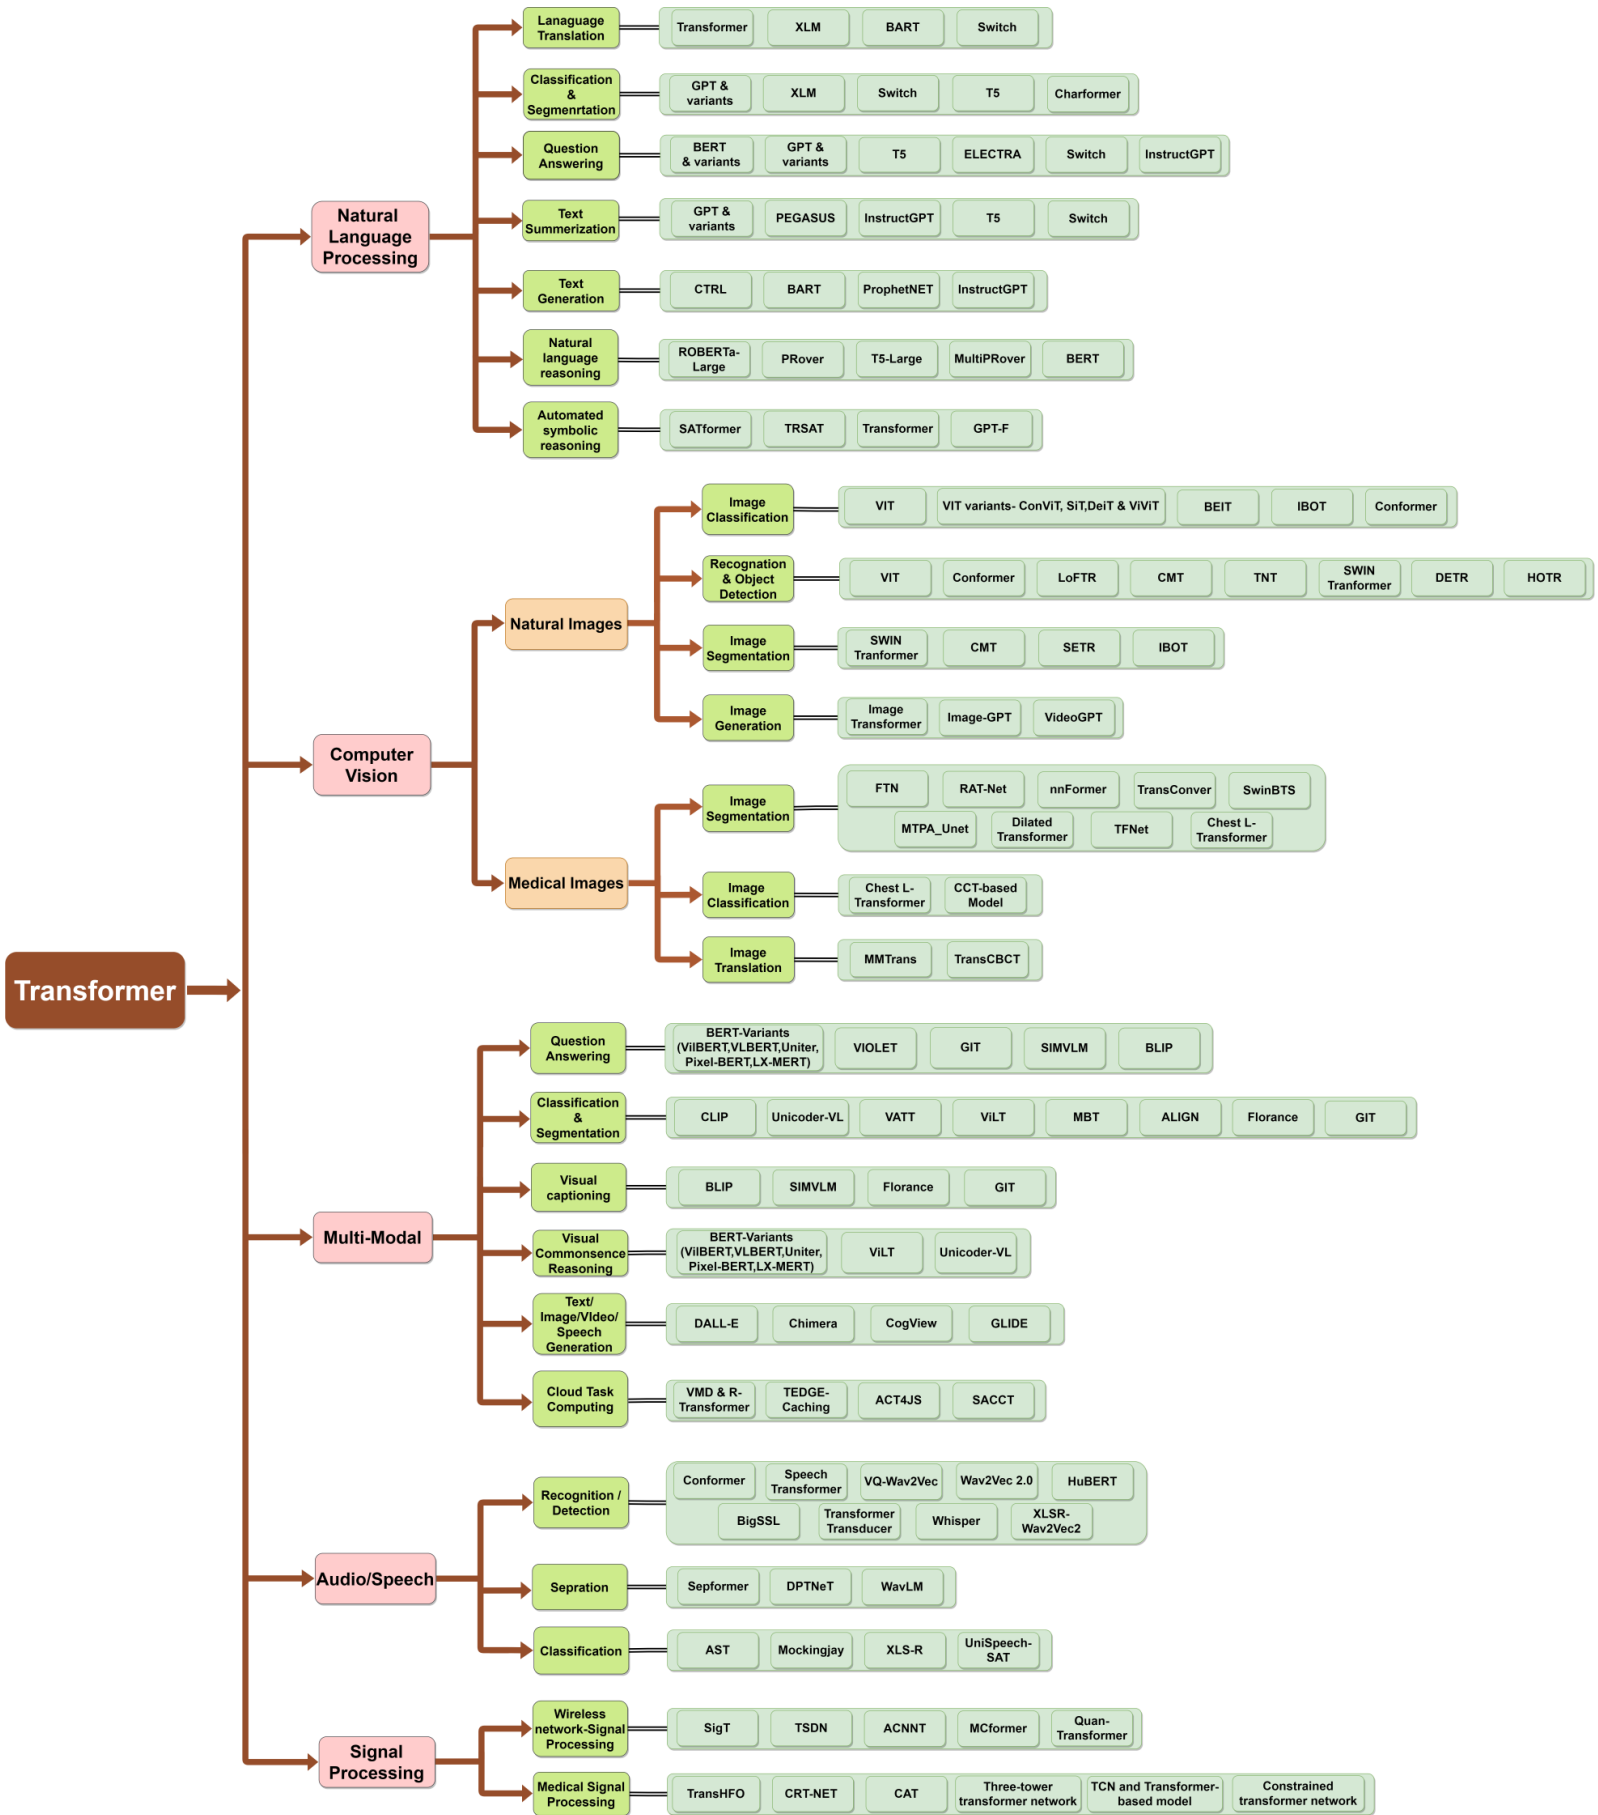 Lanaguage
Translation
Transformer
XLM
BART
Switch
Classification
&
Segmenrtation
GPT &
variants
XLM
Switch
T5
Charformer
Question
Answering
BERT
& variants
GPT &
variants
T5
ELECTRA
Switch
InstructGPT
Natural
Language
Processing
Text
Summerization
GPT &
variants
PEGASUS
InstructGPT
T5
Switch
Text
Generation
CTRL
BART
ProphetNET
InstructGPT
Natural
language
reasoning
ROBERTa-
Large
PRover
T5-Large
MultiPRover
BERT
Automated
symbolic
reasoning
SATformer
TRSAT
Transformer
GPT-F
Image
Classification
VIT
VIT variants- ConViT, SiT,DeiT & ViViT
BEIT
IBOT
Conformer
Recognation
& Object
Detection
VIT
Conformer
LoFTR
CMT
TNT
SWIN
Tranformer
DETR
HOTR
Natural Images
Image
Segmentation
SWIN
Tranformer
CMT
SETR
IBOT
Image
Generation
Image
Transformer
Image-GPT
VideoGPT
Computer
Vision
Image
Segmentation
FTN
RAT-Net
nnFormer
TransConver
SwinBTS
MTPA_Unet
Dilated
Transformer
TFNet
Chest L-
Transformer
Medical Images
Image
Classification
Chest L-
Transformer
CCT-based
Model
Image
Translation
MMTrans
TransCBCT
Transformer
Question
Answering
BERT-Variants
(VilBERT,VLBERT,Uniter,
Pixel-BERT,LX-MERT)
VIOLET
GIT
SIMVLM
BLIP
Classification
&
Segmentation
CLIP
Unicoder-VL
VATT
ViLT
MBT
ALIGN
Florance
GIT
Visual
captioning
BLIP
SIMVLM
Florance
GIT
Multi-Modal
Visual
Commonsence
Reasoning
BERT-Variants
(VilBERT,VLBERT,Uniter,
Pixel-BERT,LX-MERT)
ViLT
Unicoder-VL
Text/
Image/VIdeo/
Speech
Generation
DALL-E
Chimera
CogView
GLIDE
Cloud Task
Computing
VMD & R-
Transformer
TEDGE-
Caching
ACT4JS
SACCT
Recognition /
Detection
Conformer
Speech
Transformer
VQ-Wav2Vec
Wav2Vec 2.0
HuBERT
BigSSL
Transformer
Transducer
Whisper
XLSR-
Wav2Vec2
Audio/Speech
Sepration
Sepformer
DPTNeT
WavLM
Classification
AST
Mockingjay
XLS-R
UniSpeech-
SAT
Wireless
network-Signal
Processing
SigT
TSDN
ACNNT
MCformer
Quan-
Transformer
Signal
Processing
Medical Signal
Processing
TransHFO
CRT-NET
CAT
Three-tower
transformer network
TCN and Transformer-
based model
Constrained
transformer network